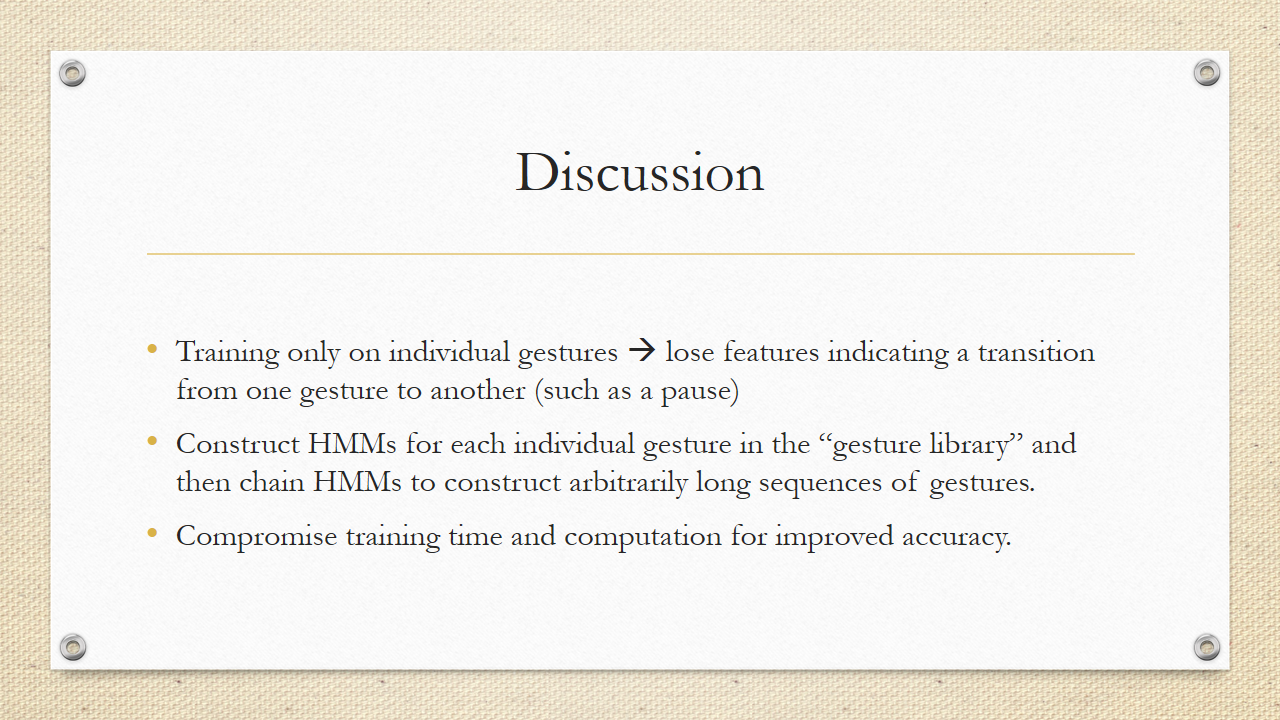 Discussion
• Training only on individual gestures → lose features indicating a transition
from one gesture to another (such as a pause)
• Construct HMMs for each individual gesture in the “gesture library” and
then chain HMMs to construct arbitrarily long sequences of gestures.
• Compromise training time and computation for improved accuracy.